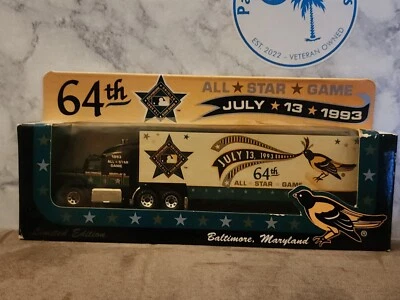 EST. 2022 - VETERAN OWNED
64th
ALL ★ STAR ★ GAME
JULY ★ 13 ★ 1993
1993
ALL ★ STAR
GAME
JULY 13, 1993
64th
ALL ★ STAR ★ GAME
Limited Edition
Baltimore, Maryland
®